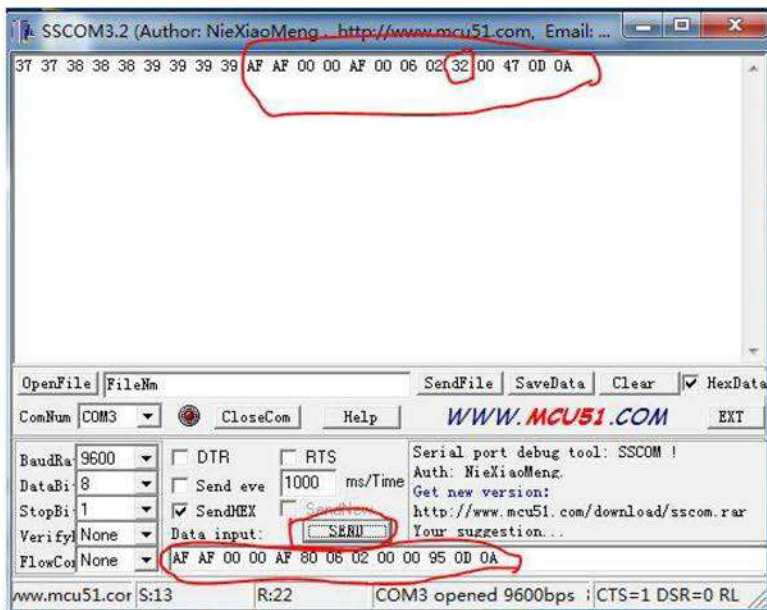 SSCOM3.2 (Author: NieXiaoMeng . http://www.mcu51.com, Email: ...
37 37 38 38 38 39 39 39 39 AF AF 00 00 AF 00 06 02 32 00 47 0D 0A
OpenFile FileNm SendFile SaveData Clear HexData
ComNum COM3 CloseCom Help WWW.MCU51.COM EXT
BaudRa 9600 DTR RTS Serial port debug tool: SSCOM !
DataBi 8 Send eve 1000 ms/Time Auth: NieXiaoMeng.
Get new version:
StopBi 1 SendHEX SendNew http://www.mcu51.com/download/sscom.rar
Verify None Data input: SEND Your suggestion...
FlowCo None AF AF 00 00 AF 80 06 02 00 00 95 0D 0A
www.mcu51.cor S:13 R:22 COM3 opened 9600bps CTS=1 DSR=0 RL